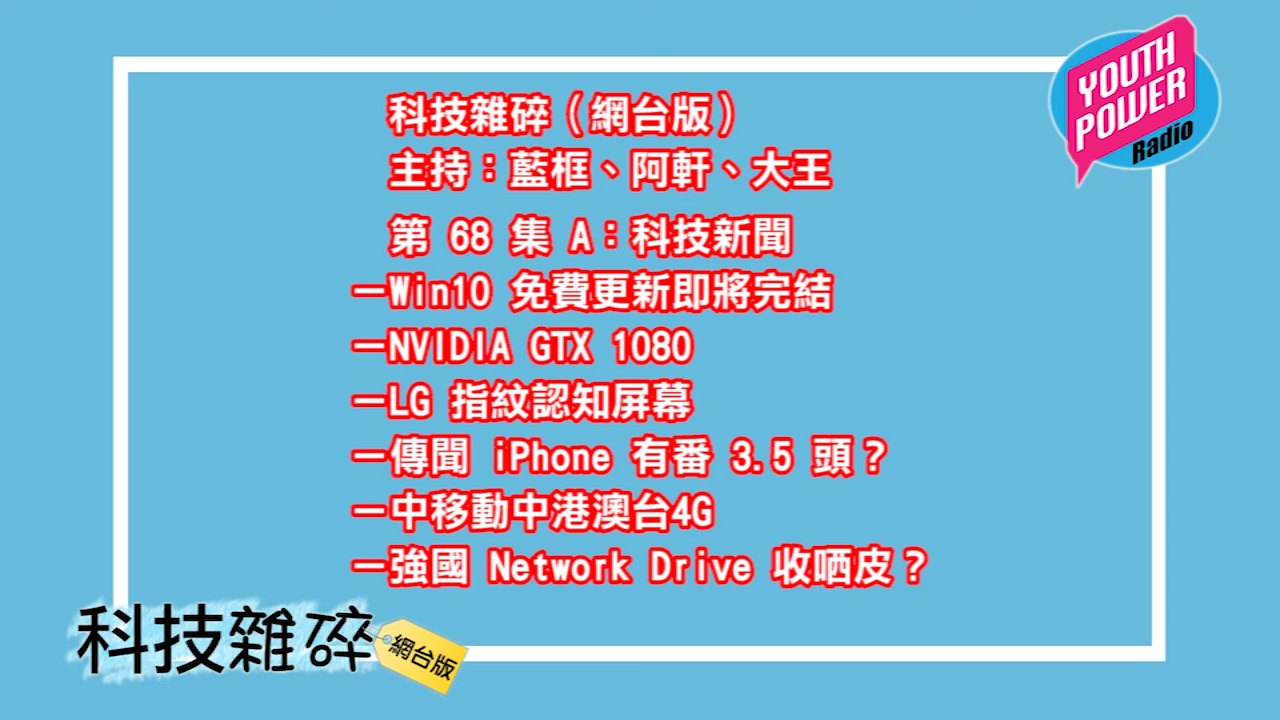 YOUTH
POWER
Radio
科技雜碎（網台版）
主持：藍框、阿軒、大王
第 68 集 A：科技新聞
－Win10 免費更新即將完結
－NVIDIA GTX 1080
－LG 指紋認知屏幕
－傳聞 iPhone 有番 3.5 頭？
－中移動中港澳台4G
－強國 Network Drive 收哂皮？
科技雜碎
網台版